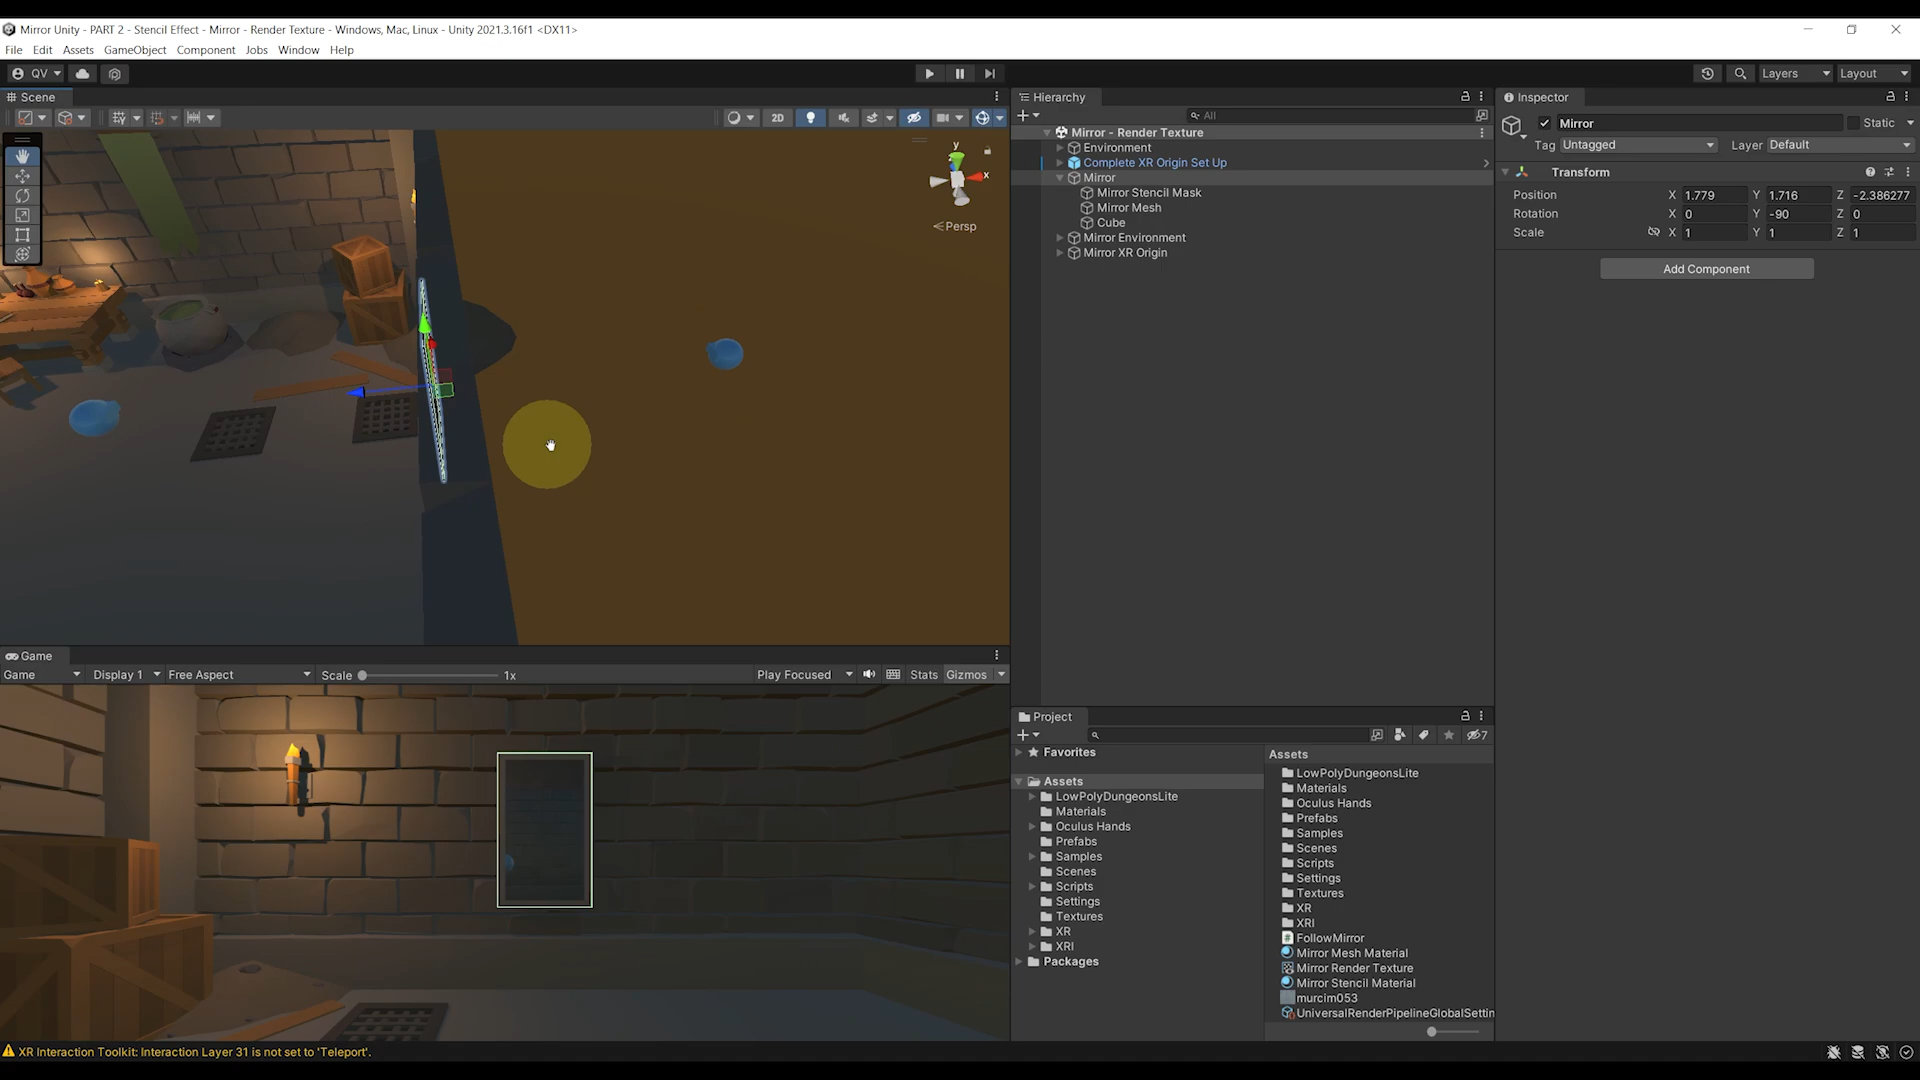 Mirror Unity - PART 2 - Stencil Effect - Mirror - Render Texture - Windows, Mac, Linux - Unity 2021.3.16f1 <DX11>
File Edit Assets GameObject Component Jobs Window Help
QV Layers Layout
Scene
2D
y
x
Persp
Game
Game Display 1 Free Aspect Scale 1x Play Focused Stats Gizmos
Hierarchy
All
Mirror - Render Texture
Environment
Complete XR Origin Set Up
Mirror
Mirror Stencil Mask
Mirror Mesh
Cube
Mirror Environment
Mirror XR Origin
Project
7
Favorites
Assets
LowPolyDungeonsLite
Materials
Oculus Hands
Prefabs
Samples
Scenes
Scripts
Settings
Textures
XR
XRI
Packages
Assets
LowPolyDungeonsLite
Materials
Oculus Hands
Prefabs
Samples
Scenes
Scripts
Settings
Textures
XR
XRI
FollowMirror
Mirror Mesh Material
Mirror Render Texture
Mirror Stencil Material
murcim053
UniversalRenderPipelineGlobalSettin
Inspector
Mirror Static
Tag Untagged Layer Default
Transform
Position X 1.779 Y 1.716 Z -2.386277
Rotation X 0 Y -90 Z 0
Scale X 1 Y 1 Z 1
Add Component
XR Interaction Toolkit: Interaction Layer 31 is not set to 'Teleport'.